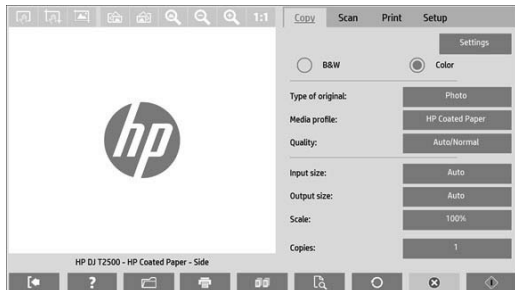 1:1
Copy Scan Print Setup
Settings
B&W Color
Type of original: Photo
Media profile: HP Coated Paper
Quality: Auto/Normal
hp
Input size: Auto
Output size: Auto
Scale: 100%
Copies: 1
HP DJ T2500 - HP Coated Paper - Side
?